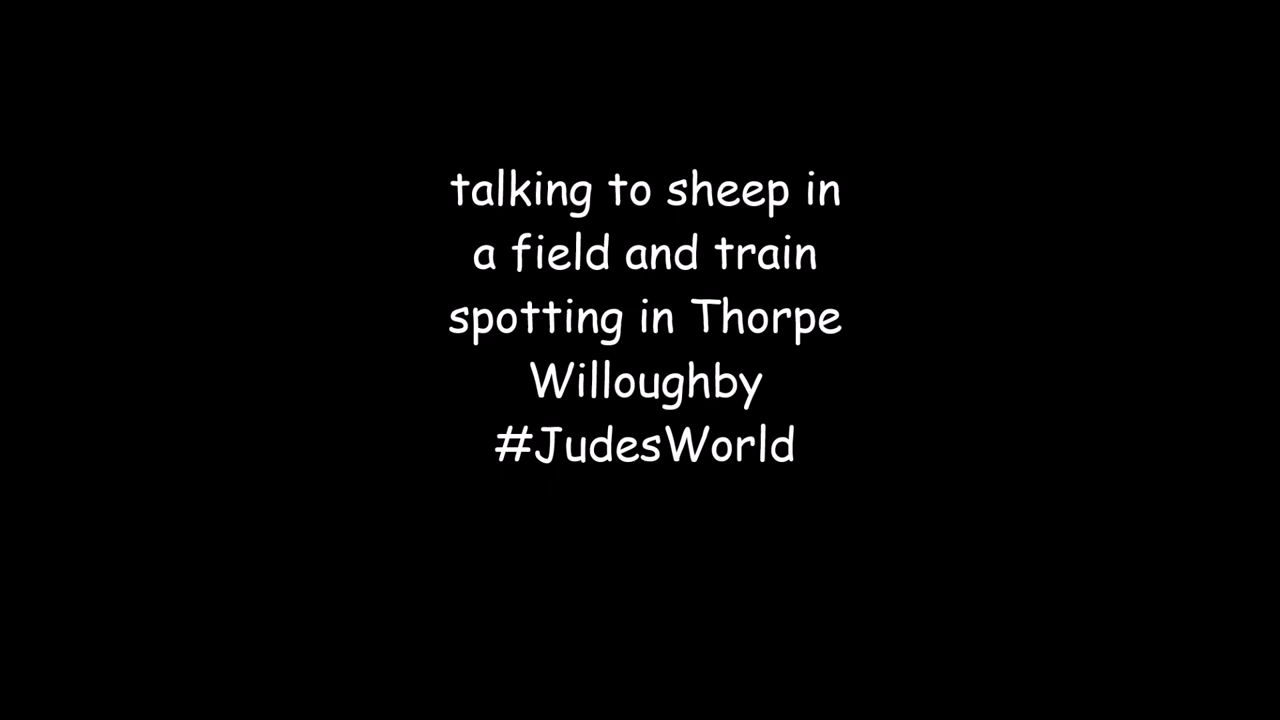 talking to sheep in
a field and train
spotting in Thorpe
Willoughby
#JudesWorld